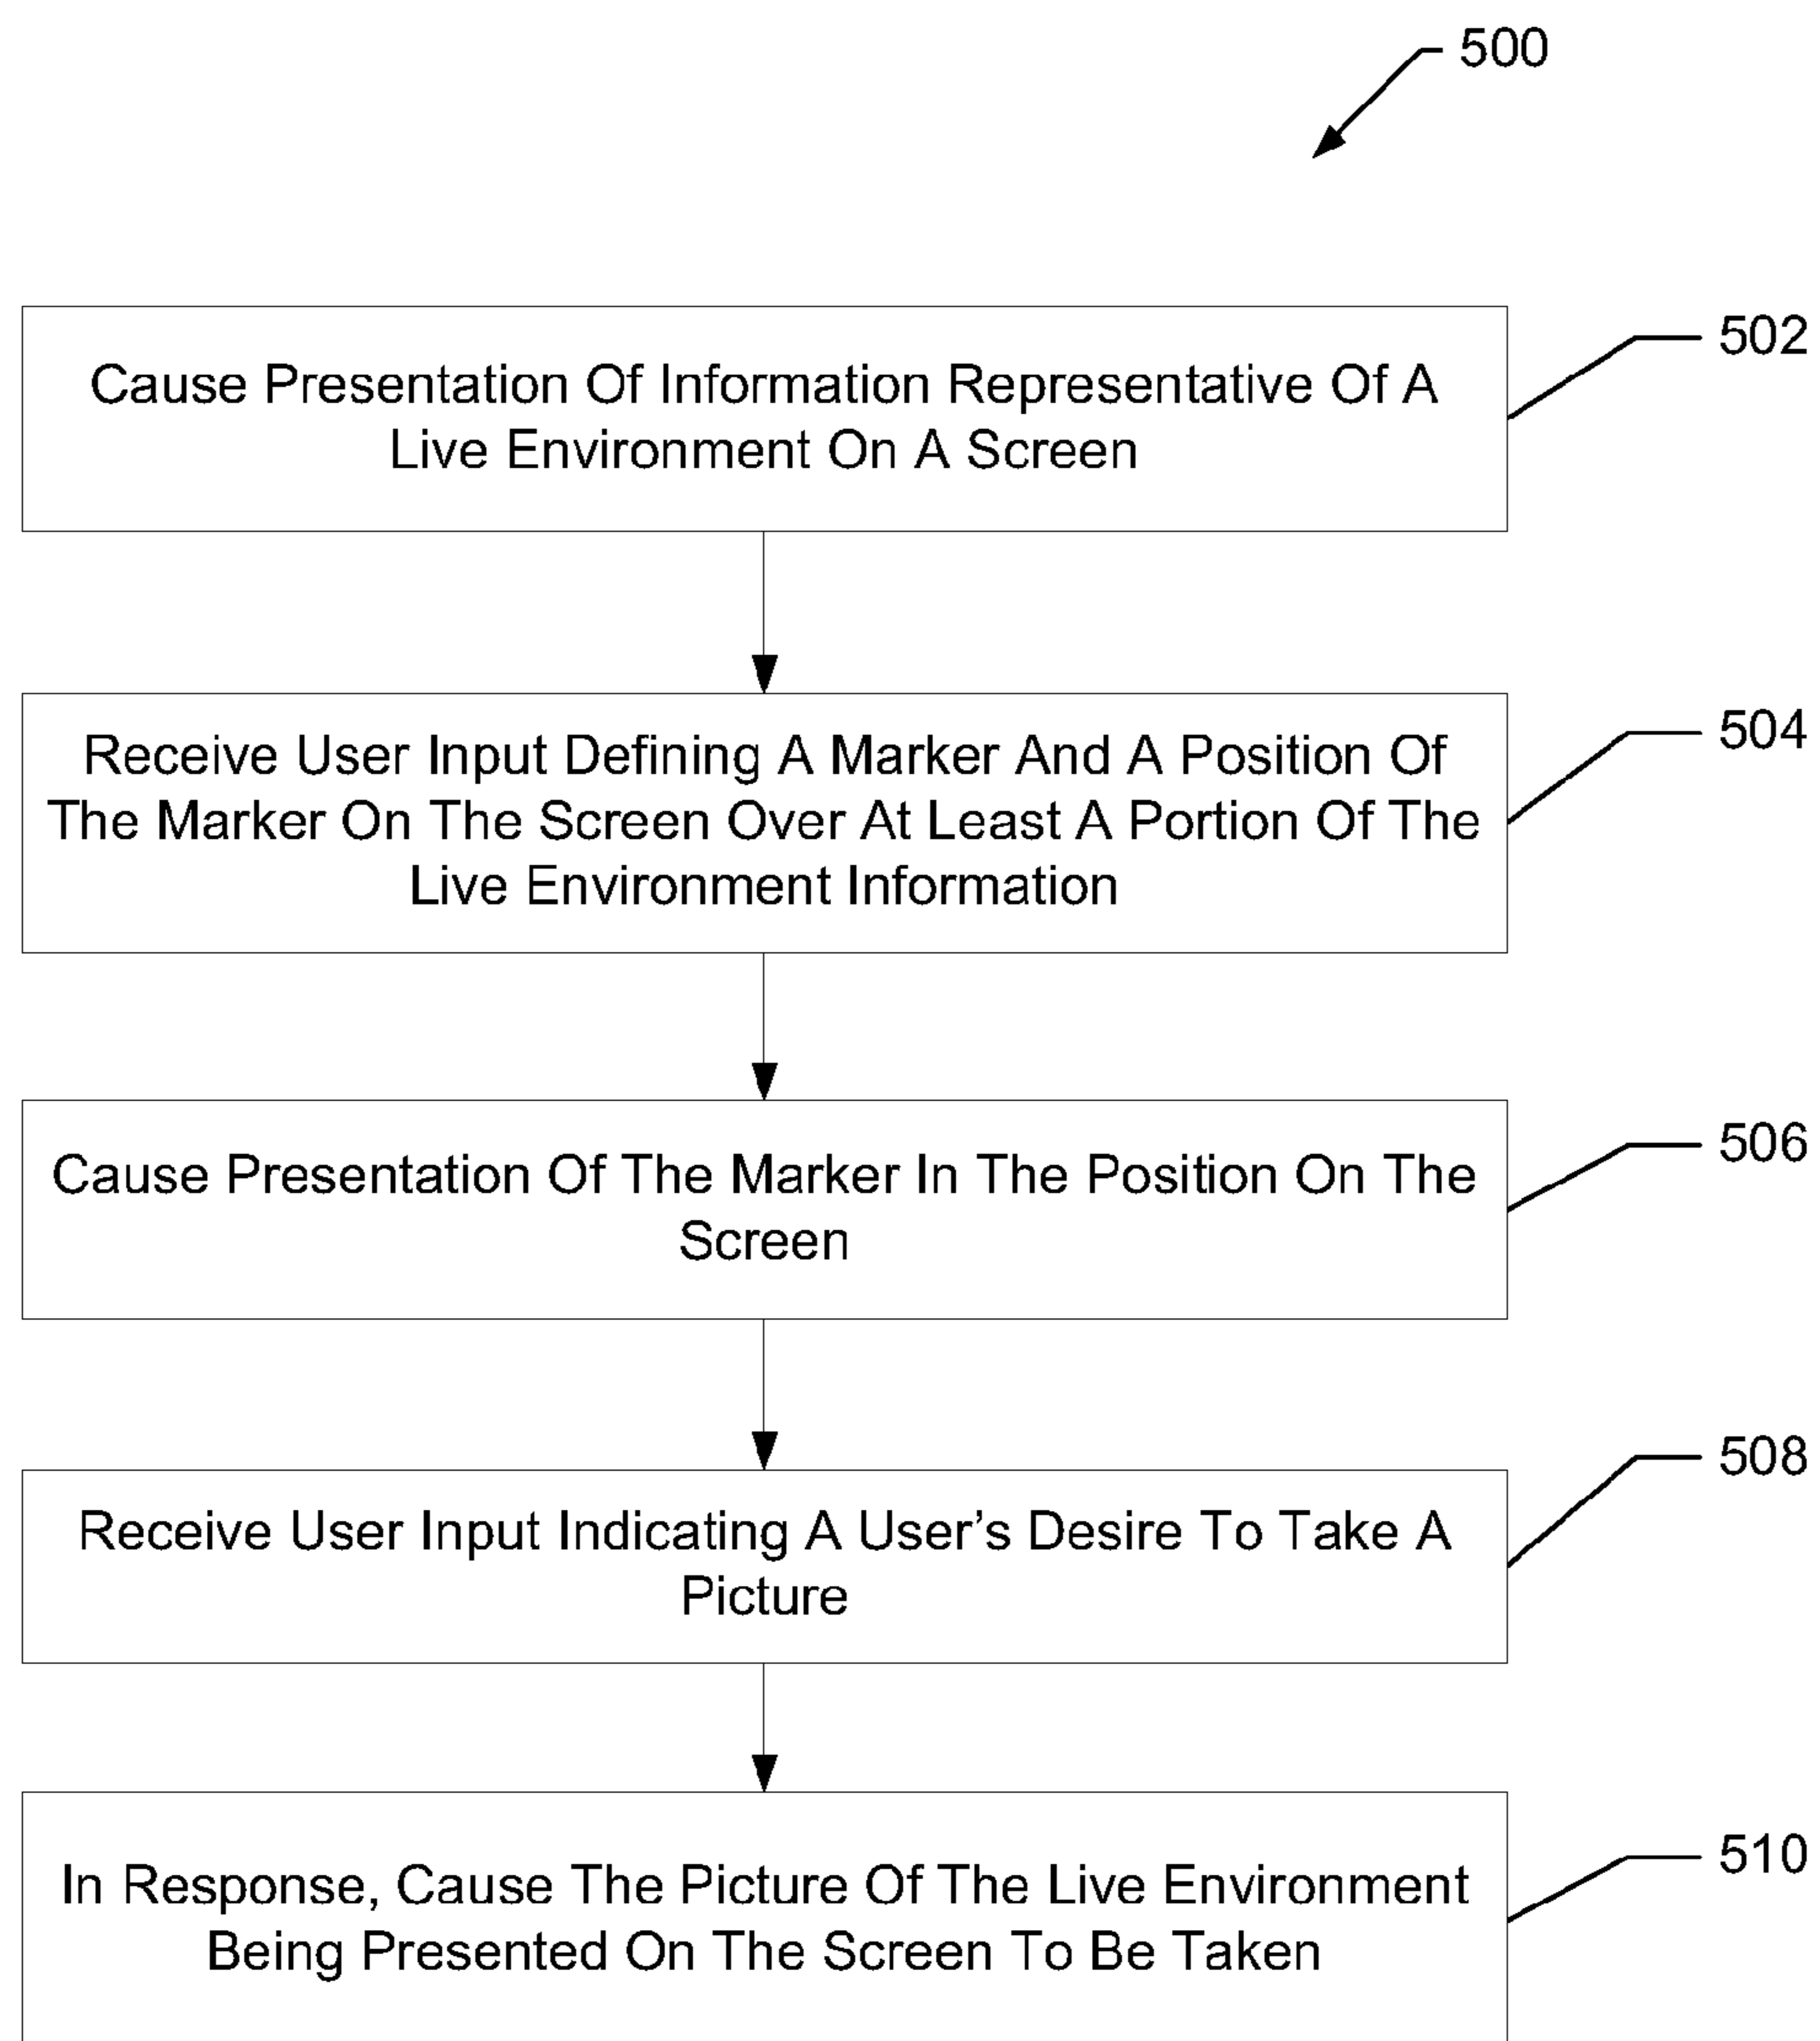 500
Cause Presentation Of Information Representative Of A
Live Environment On A Screen
502
Receive User Input Defining A Marker And A Position Of
The Marker On The Screen Over At Least A Portion Of The
Live Environment Information
504
Cause Presentation Of The Marker In The Position On The
Screen
506
Receive User Input Indicating A User's Desire To Take A
Picture
508
In Response, Cause The Picture Of The Live Environment
Being Presented On The Screen To Be Taken
510